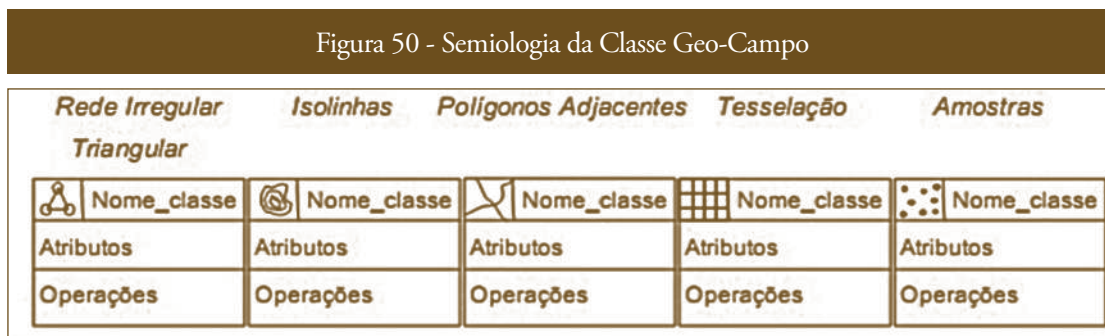 Figura 50 - Semiologia da Classe Geo-Campo
Rede Irregular Triangular
Isolinhas
Polígonos Adjacentes
Tesselação
Amostras
Nome_classe
Nome_classe
Nome_classe
Nome_classe
Nome_classe
Atributos
Atributos
Atributos
Atributos
Atributos
Operações
Operações
Operações
Operações
Operações